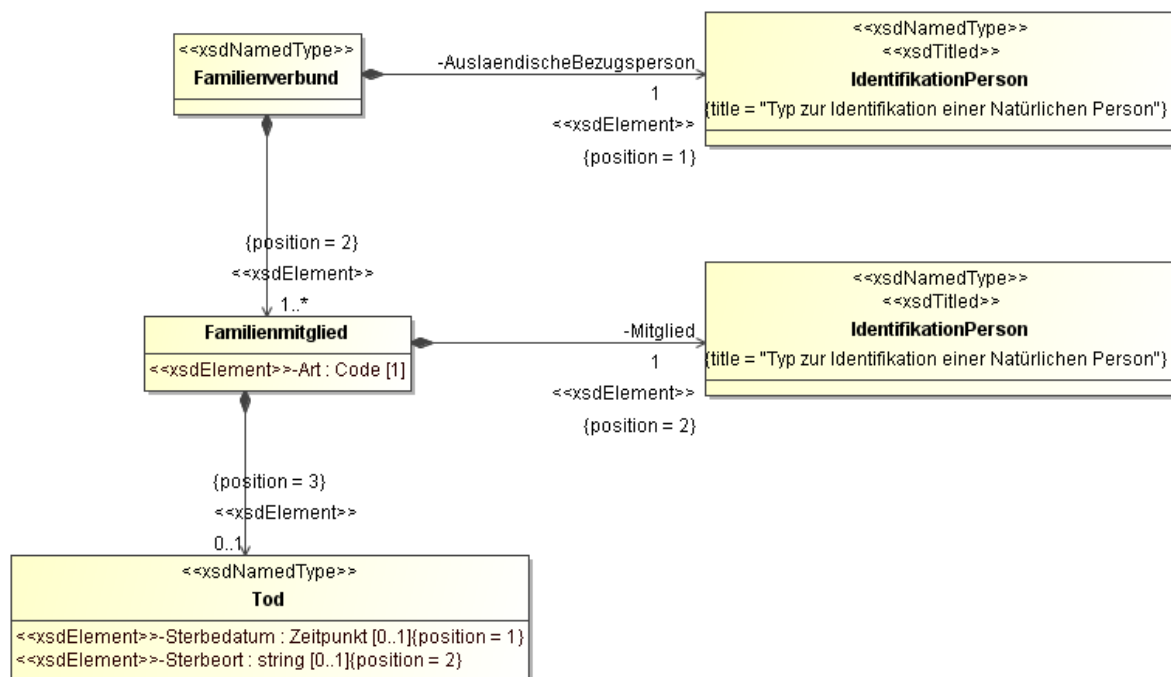 <<xsdNamedType>>
Familienverbund
-AuslaendischeBezugsperson
1
<<xsdElement>>
{position = 1}
<<xsdNamedType>>
<<xsdTitled>>
IdentifikationPerson
{title = "Typ zur Identifikation einer Natürlichen Person"}
{position = 2}
<<xsdElement>>
1..*
Familienmitglied
<<xsdElement>>-Art : Code [1]
-Mitglied
1
<<xsdElement>>
{position = 2}
<<xsdNamedType>>
<<xsdTitled>>
IdentifikationPerson
{title = "Typ zur Identifikation einer Natürlichen Person"}
{position = 3}
<<xsdElement>>
0..1
<<xsdNamedType>>
Tod
<<xsdElement>>-Sterbedatum : Zeitpunkt [0..1]{position = 1}
<<xsdElement>>-Sterbeort : string [0..1]{position = 2}